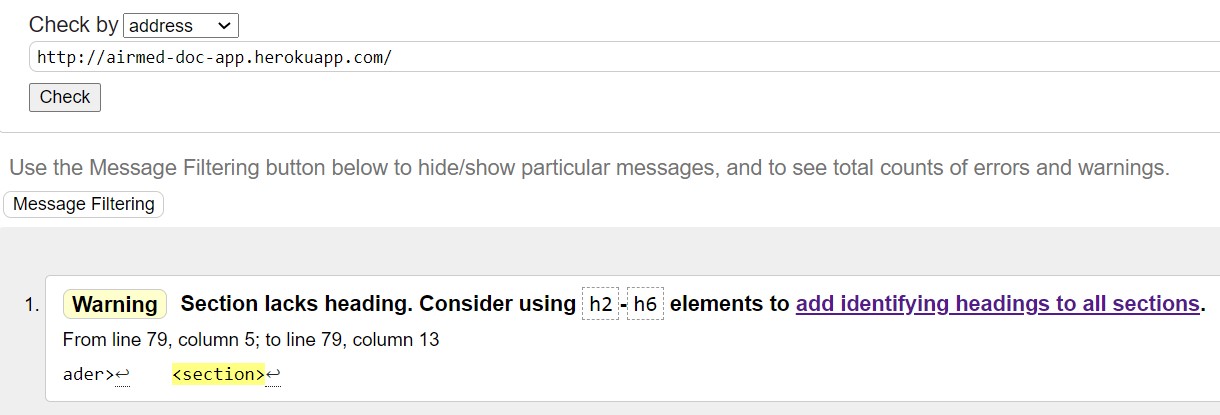 Check by address
http://airmed-doc-app.herokuapp.com/
Check
Use the Message Filtering button below to hide/show particular messages, and to see total counts of errors and warnings.
Message Filtering
1. Warning Section lacks heading. Consider using h2-h6 elements to add identifying headings to all sections.
From line 79, column 5; to line 79, column 13
ader>↩ <section>↩